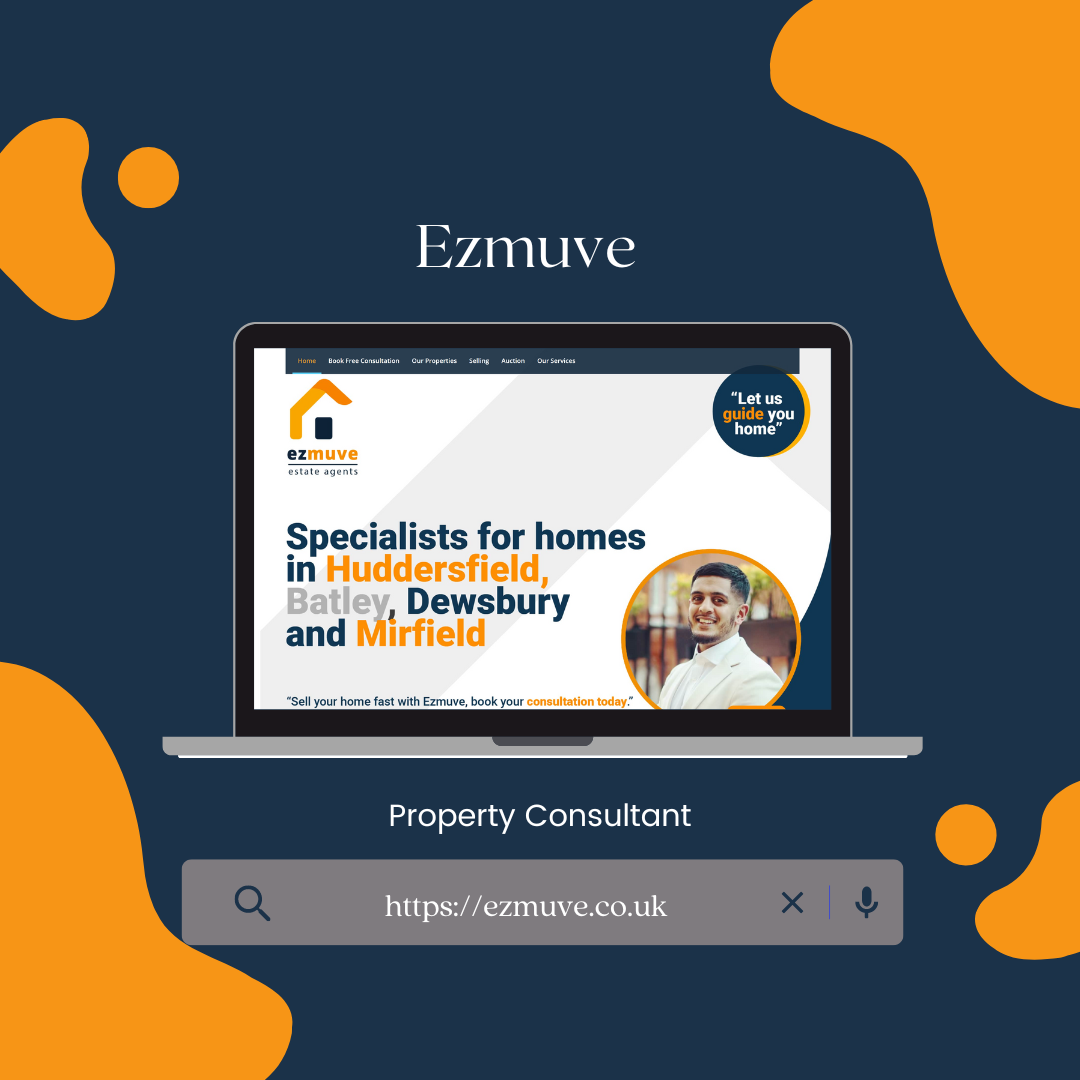 Ezmuve
Home Book Free Consultation Our Properties Selling Auction Our Services
“Let us
guide you
home”
ezmuve
estate agents
Specialists for homes
in Huddersfield,
Batley, Dewsbury
and Mirfield
“Sell your home fast with Ezmuve, book your consultation today.”
Property Consultant
https://ezmuve.co.uk